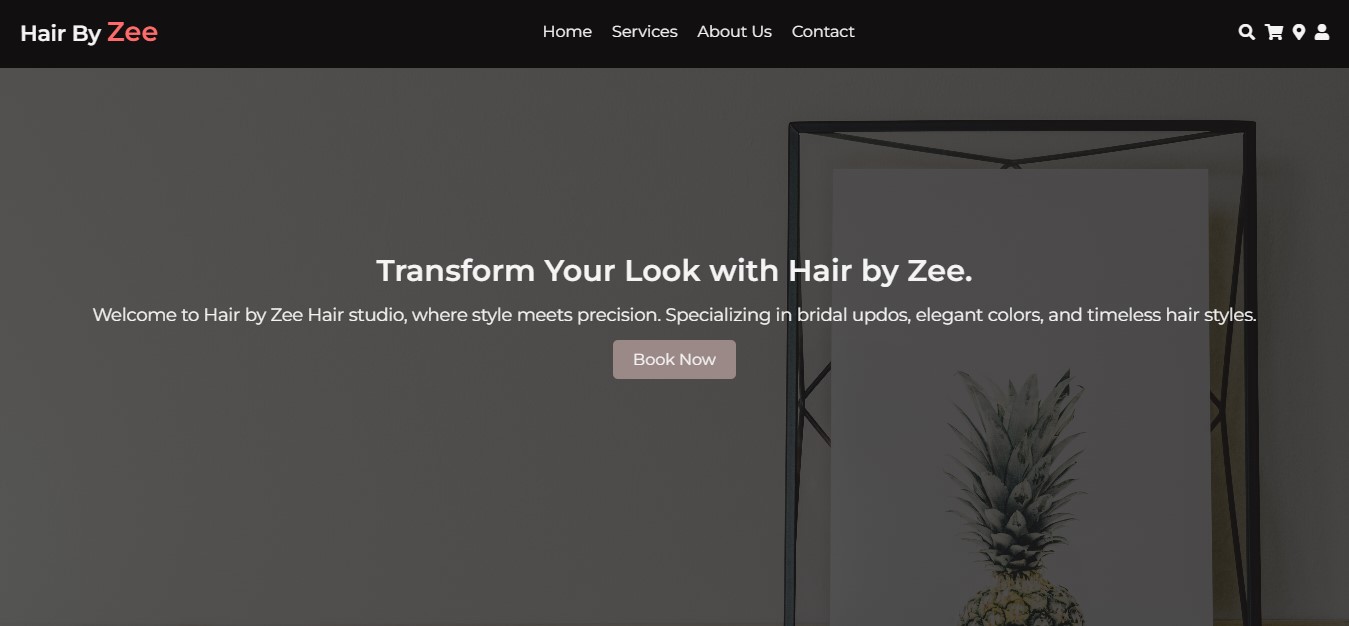 Hair By Zee
Home Services About Us Contact
Transform Your Look with Hair by Zee.
Welcome to Hair by Zee Hair studio, where style meets precision. Specializing in bridal updos, elegant colors, and timeless hair styles.
Book Now